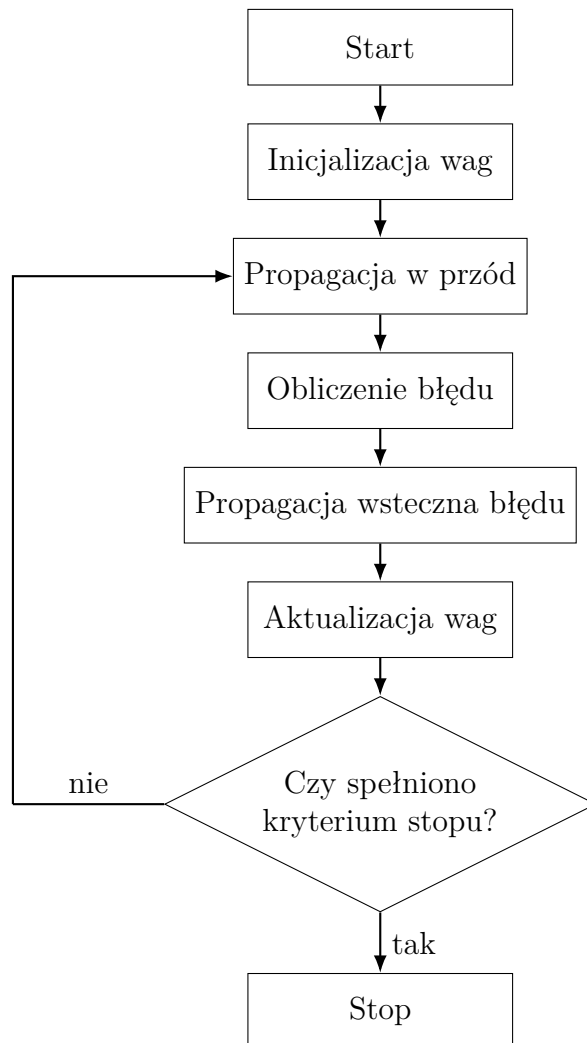 Start
Inicjalizacja wag
Propagacja w przód
Obliczenie błędu
Propagacja wsteczna błędu
Aktualizacja wag
nie
Czy spełniono
kryterium stopu?
tak
Stop